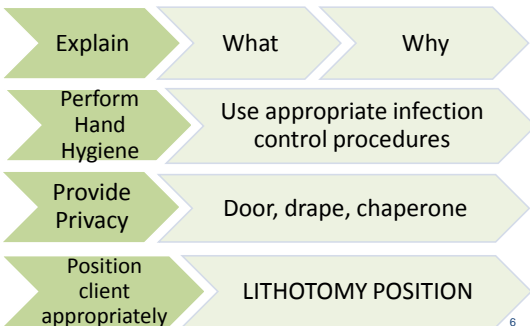 Explain What Why
Perform
Hand
Hygiene
Use appropriate infection
control procedures
Provide
Privacy
Door, drape, chaperone
Position
client
appropriately
LITHOTOMY POSITION
6